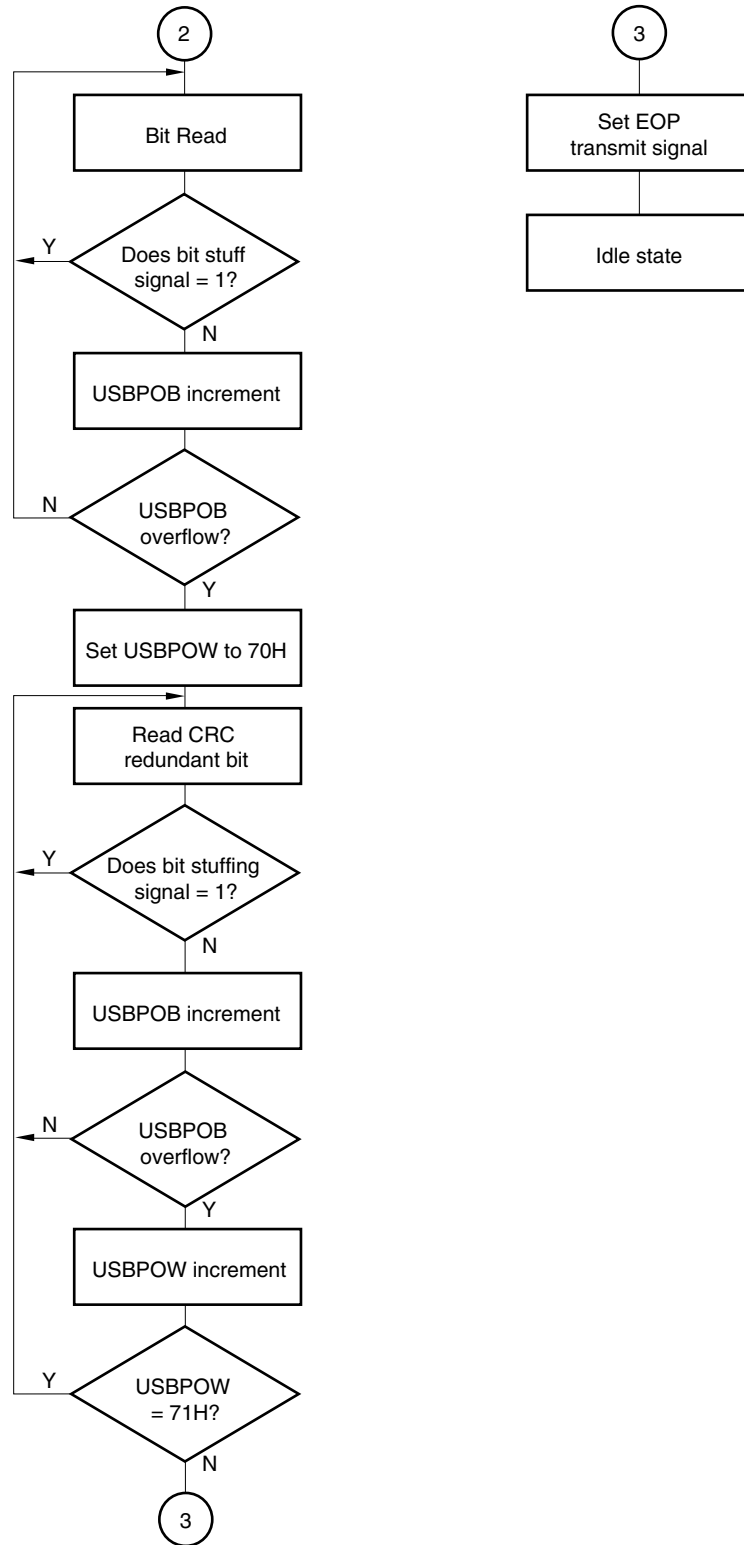 2
Bit Read
Y
Does bit stuff
signal = 1?
N
USBPOB increment
N
USBPOB
overflow?
Y
Set USBPOW to 70H
Read CRC
redundant bit
Y
Does bit stuffing
signal = 1?
N
USBPOB increment
N
USBPOB
overflow?
Y
USBPOW increment
Y
USBPOW
= 71H?
N
3
3
Set EOP
transmit signal
Idle state